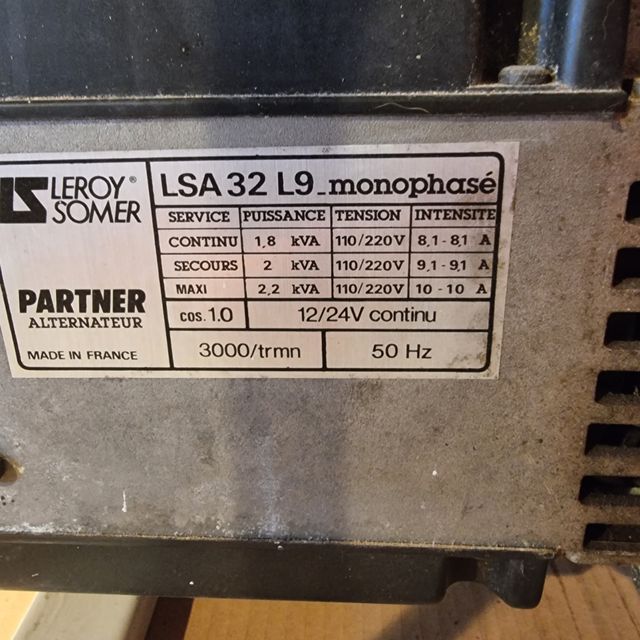 LS LEROY® SOMER
LSA 32 L9_monophasé
SERVICE PUISSANCE TENSION INTENSITE
CONTINU 1,8 kVA 110/220V 8,1 - 8,1 A
SECOURS 2 kVA 110/220V 9,1 - 9,1 A
MAXI 2,2 kVA 110/220V 10 - 10 A
PARTNER
ALTERNATEUR
cos. 1.0 12/24V continu
MADE IN FRANCE
3000/trmn 50 Hz